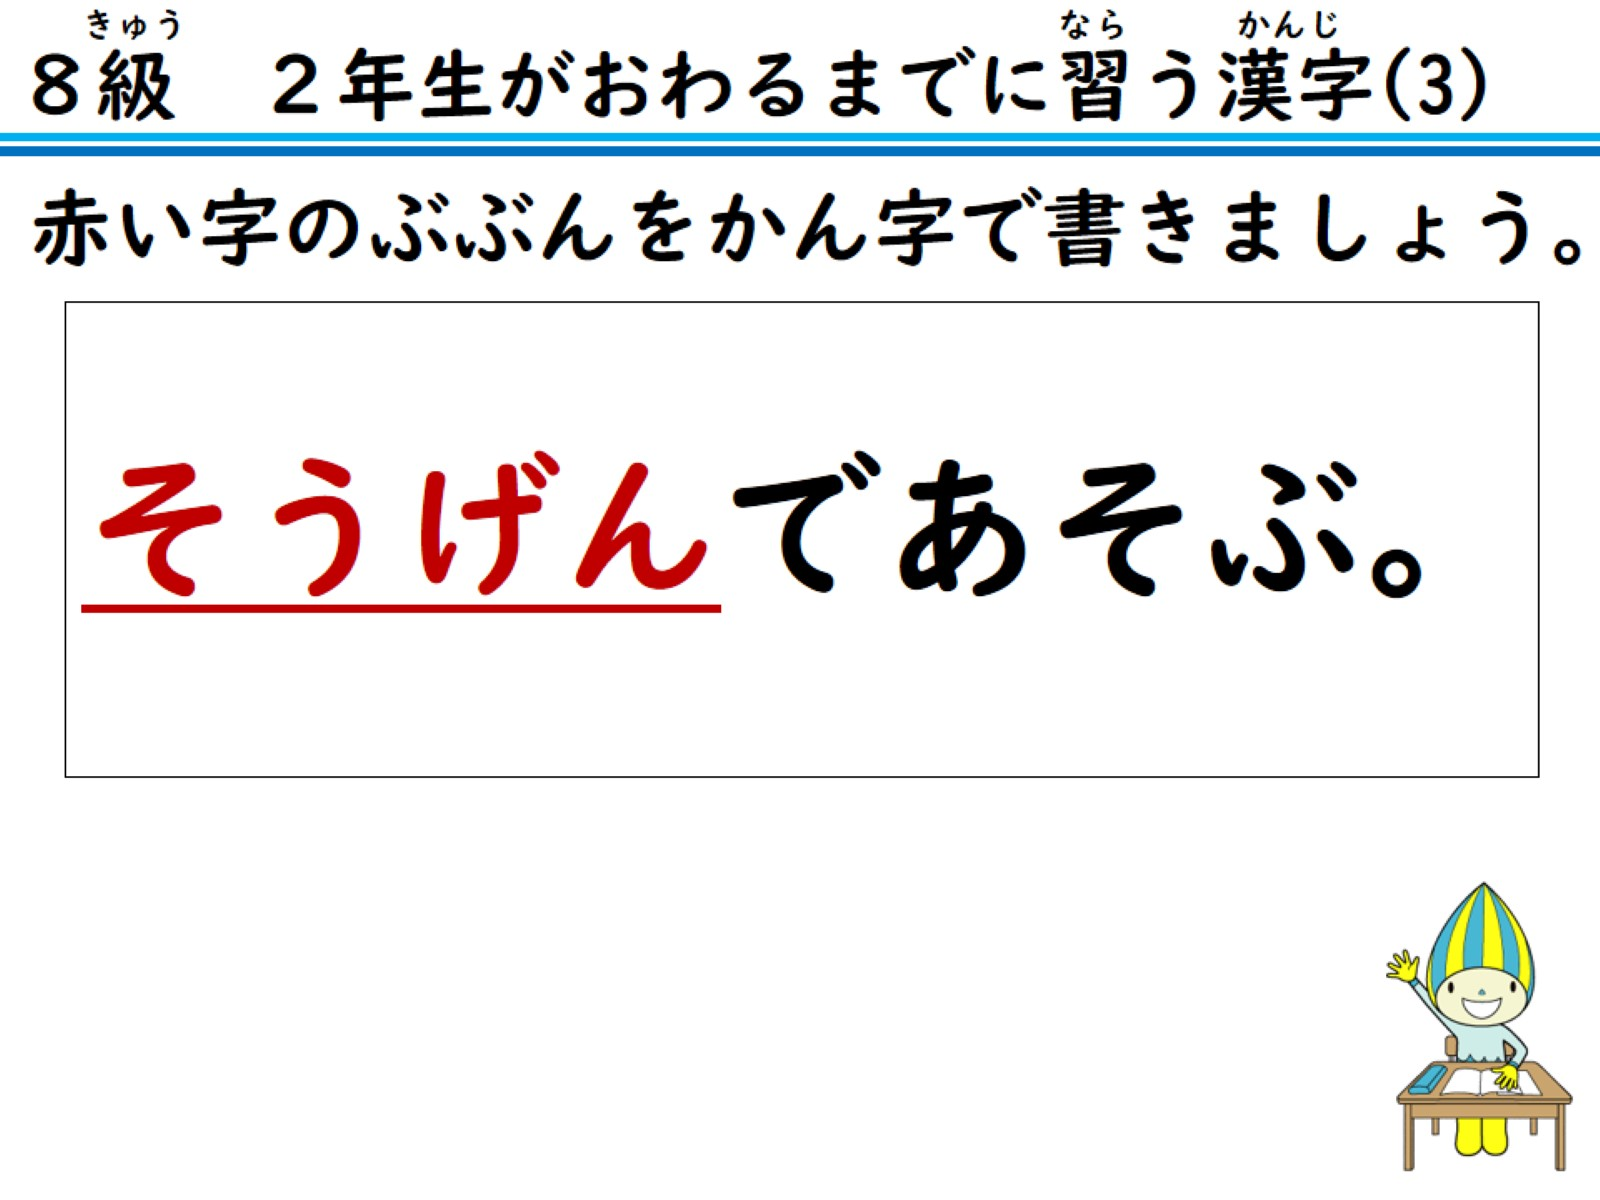 きゅう なら かんじ
８級　２年生がおわるまでに習う漢字(3)
赤い字のぶぶんをかん字で書きましょう。
そうげんであそぶ。